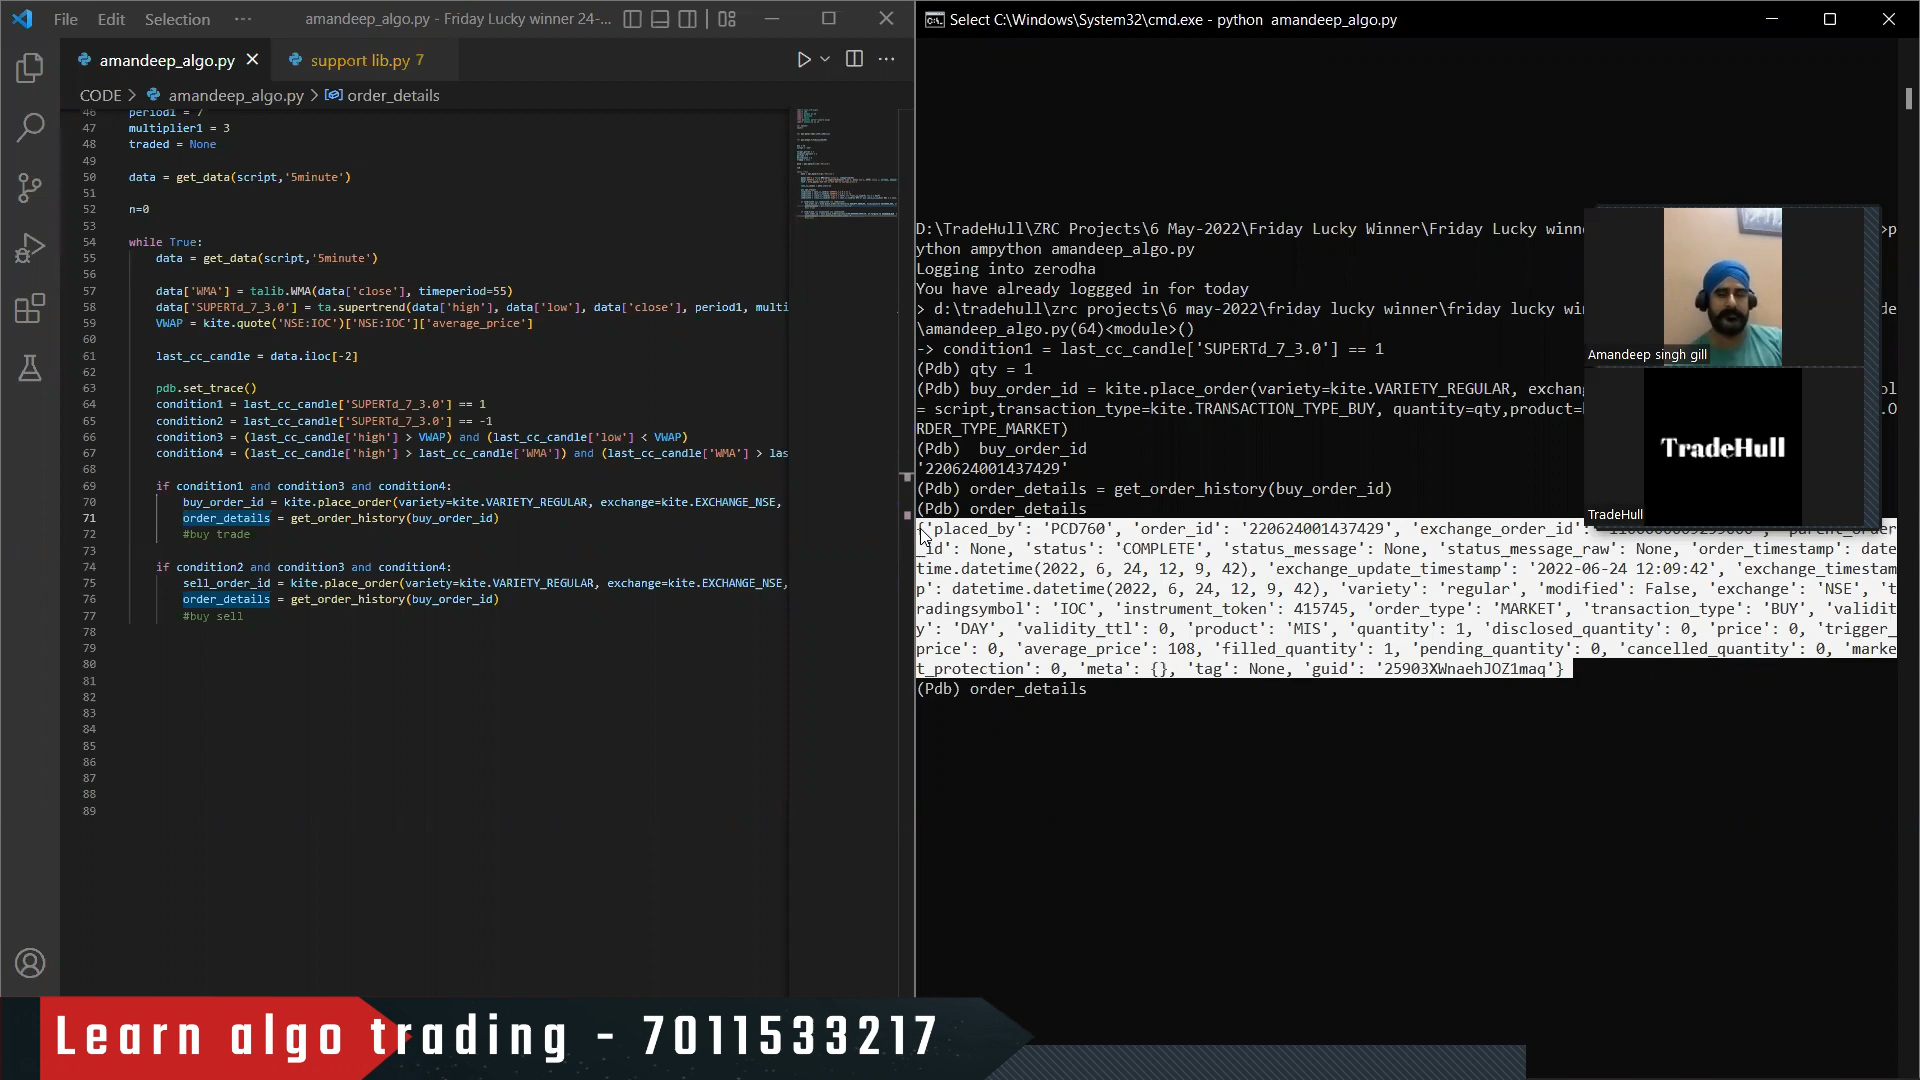 File Edit Selection ··· amandeep_algo.py - Friday Lucky winner 24-...
amandeep_algo.py
support lib.py 7
CODE > amandeep_algo.py > order_details
46 period1 = 7
47 multiplier1 = 3
48 traded = None
49
50 data = get_data(script,'5minute')
51
52 n=0
53
54 while True:
55 data = get_data(script,'5minute')
56
57 data['WMA'] = talib.WMA(data['close'], timeperiod=55)
58 data['SUPERTd_7_3.0'] = ta.supertrend(data['high'], data['low'], data['close'], period1, multi
59 VWAP = kite.quote('NSE:IOC')['NSE:IOC']['average_price']
60
61 last_cc_candle = data.iloc[-2]
62
63 pdb.set_trace()
64 condition1 = last_cc_candle['SUPERTd_7_3.0'] == 1
65 condition2 = last_cc_candle['SUPERTd_7_3.0'] == -1
66 condition3 = (last_cc_candle['high'] > VWAP) and (last_cc_candle['low'] < VWAP)
67 condition4 = (last_cc_candle['high'] > last_cc_candle['WMA']) and (last_cc_candle['WMA'] > las
68
69 if condition1 and condition3 and condition4:
70 buy_order_id = kite.place_order(variety=kite.VARIETY_REGULAR, exchange=kite.EXCHANGE_NSE,
71 order_details = get_order_history(buy_order_id)
72 #buy trade
73
74 if condition2 and condition3 and condition4:
75 sell_order_id = kite.place_order(variety=kite.VARIETY_REGULAR, exchange=kite.EXCHANGE_NSE,
76 order_details = get_order_history(buy_order_id)
77 #buy sell
78
79
80
81
82
83
84
85
86
87
88
89
Select C:\Windows\System32\cmd.exe - python amandeep_algo.py
D:\TradeHull\ZRC Projects\6 May-2022\Friday Lucky Winner\Friday Lucky winn >p
ython ampython amandeep_algo.py
Logging into zerodha
You have already loggged in for today
> d:\tradehull\zrc projects\6 may-2022\friday lucky winner\friday lucky wi de
\amandeep_algo.py(64)<module>()
-> condition1 = last_cc_candle['SUPERTd_7_3.0'] == 1
(Pdb) qty = 1
(Pdb) buy_order_id = kite.place_order(variety=kite.VARIETY_REGULAR, exchan ol
= script,transaction_type=kite.TRANSACTION_TYPE_BUY, quantity=qty,product= .O
RDER_TYPE_MARKET)
(Pdb) buy_order_id
'220624001437429'
(Pdb) order_details = get_order_history(buy_order_id)
(Pdb) order_details
{'placed_by': 'PCD760', 'order_id': '220624001437429', 'exchange_order_id':
_id': None, 'status': 'COMPLETE', 'status_message': None, 'status_message_raw': None, 'order_timestamp': date
time.datetime(2022, 6, 24, 12, 9, 42), 'exchange_update_timestamp': '2022-06-24 12:09:42', 'exchange_timestam
p': datetime.datetime(2022, 6, 24, 12, 9, 42), 'variety': 'regular', 'modified': False, 'exchange': 'NSE', 't
radingsymbol': 'IOC', 'instrument_token': 415745, 'order_type': 'MARKET', 'transaction_type': 'BUY', 'validit
y': 'DAY', 'validity_ttl': 0, 'product': 'MIS', 'quantity': 1, 'disclosed_quantity': 0, 'price': 0, 'trigger_
price': 0, 'average_price': 108, 'filled_quantity': 1, 'pending_quantity': 0, 'cancelled_quantity': 0, 'marke
t_protection': 0, 'meta': {}, 'tag': None, 'guid': '25903XWnaehJOZ1maq'}
(Pdb) order_details
Amandeep singh gill
TradeHull
TradeHull
Learn algo trading - 7011533217